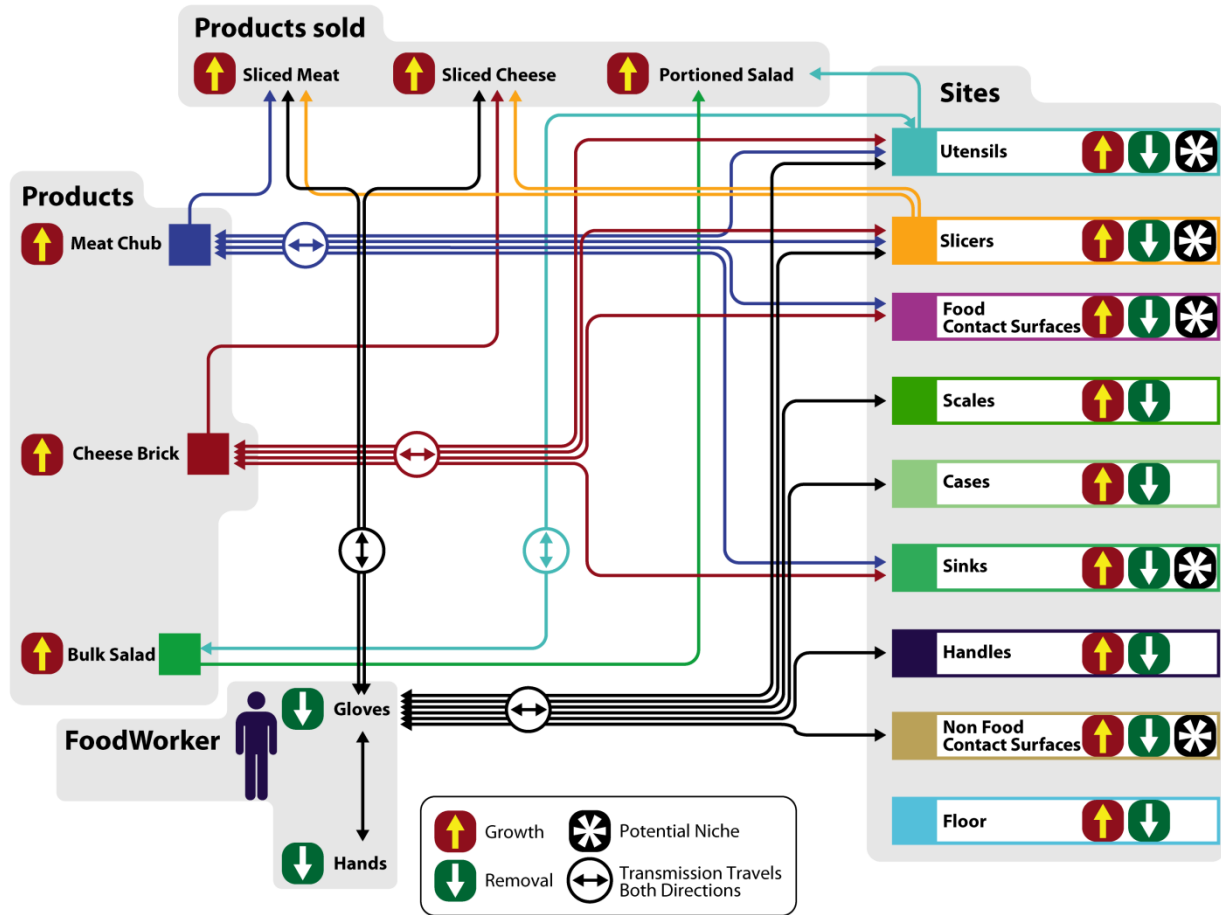 Products sold
Sliced Meat
Sliced Cheese
Portioned Salad
Sites
Utensils
Products
Meat Chub
Slicers
Food
Contact Surfaces
Scales
Cheese Brick
Cases
Sinks
Bulk Salad
Handles
Gloves
FoodWorker
Non Food
Contact Surfaces
Floor
Growth
Potential Niche
Hands
Removal
Transmission Travels
Both Directions